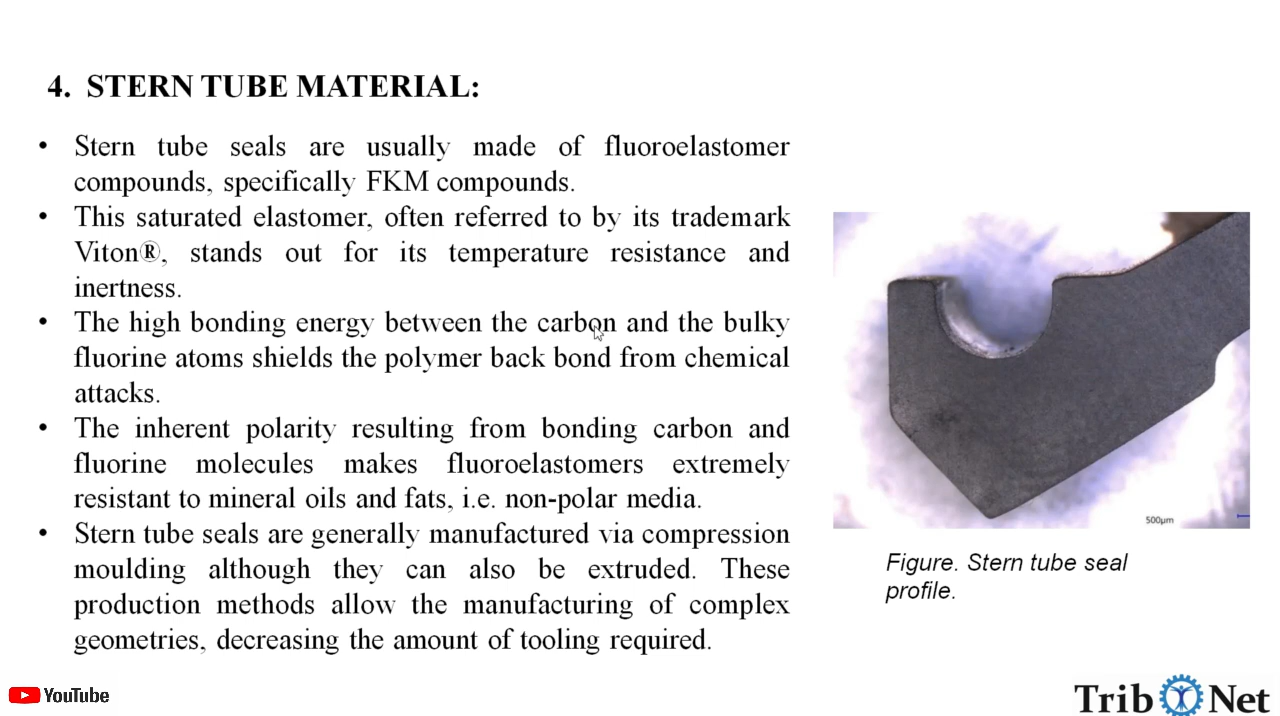 4. STERN TUBE MATERIAL:
• Stern tube seals are usually made of fluoroelastomer
compounds, specifically FKM compounds.
• This saturated elastomer, often referred to by its trademark
Viton®, stands out for its temperature resistance and
inertness.
• The high bonding energy between the carbon and the bulky
fluorine atoms shields the polymer back bond from chemical
attacks.
• The inherent polarity resulting from bonding carbon and
fluorine molecules makes fluoroelastomers extremely
resistant to mineral oils and fats, i.e. non-polar media.
• Stern tube seals are generally manufactured via compression
moulding although they can also be extruded. These
production methods allow the manufacturing of complex
geometries, decreasing the amount of tooling required.
500µm
Figure. Stern tube seal
profile.
YouTube
Trib Net